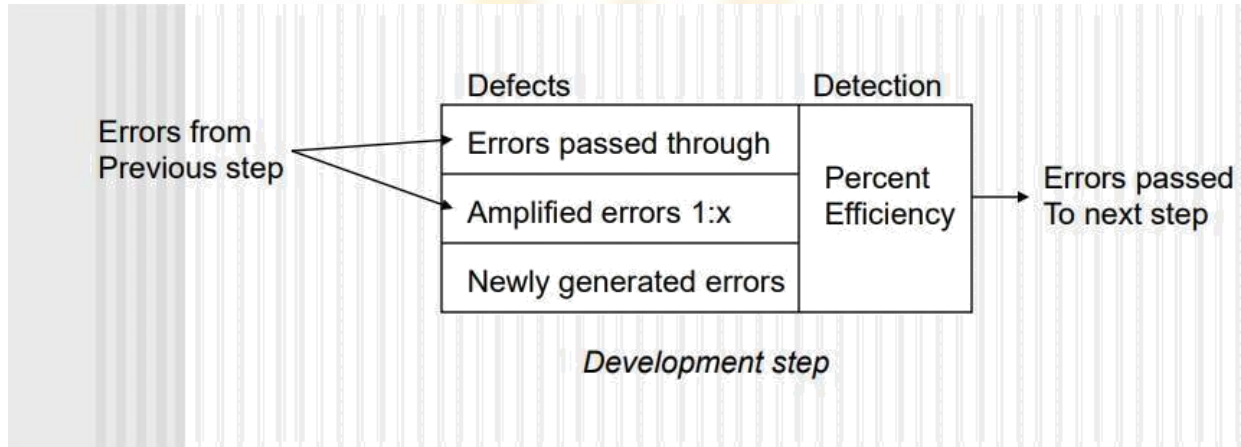 Defects
Detection
Errors from
Previous step
Errors passed through
Amplified errors 1:x
Newly generated errors
Percent
Efficiency
Errors passed
To next step
Development step